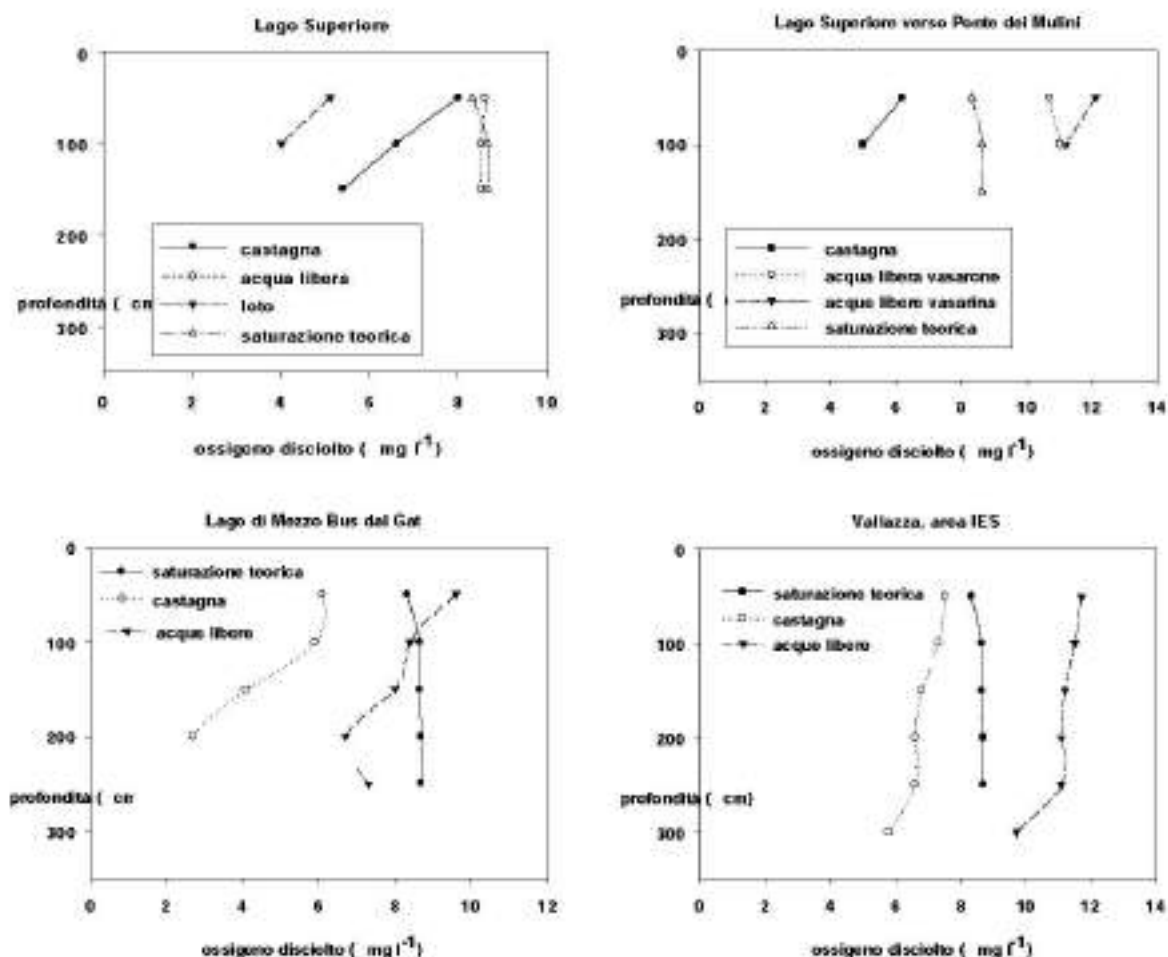 Lago Superiore
0
100
200
300
profondità ( cm
castagna
acqua libera
loto
saturazione teorica
0 2 4 6 8 10
ossigeno disciolto ( mg l-1)
Lago Superiore verso Ponte dei Mulini
0
100
200
300
profondità (
castagna
acqua libera vasarone
acque libere vasarina
saturazione teorica
0 2 4 6 8 10 12 14
ossigeno disciolto ( mg l-1)
Lago di Mezzo Bus dal Gat
0
100
200
300
profondità ( cm
saturazione teorica
castagna
acque libere
0 2 4 6 8 10 12
ossigeno disciolto ( mg l-1)
Vallazza, area IES
0
100
200
300
profondità ( cm)
saturazione teorica
castagna
acque libere
0 2 4 6 8 10 12 14
ossigeno disciolto ( mg l-1)